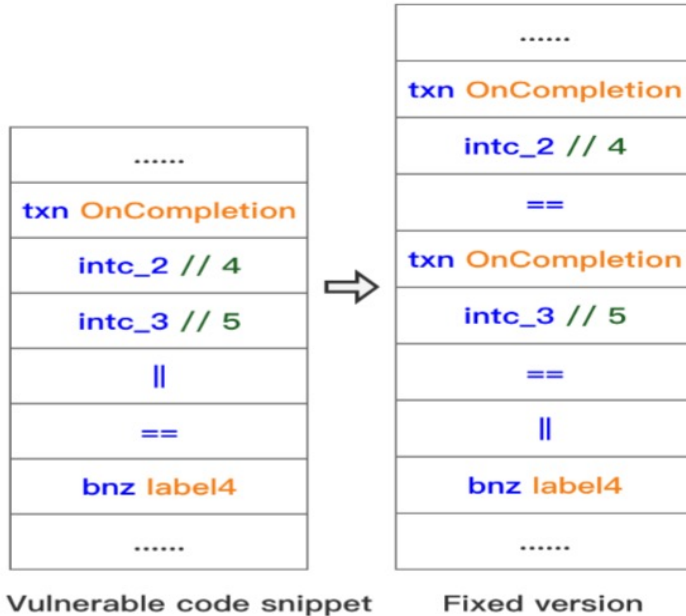 ......
txn OnCompletion
intc_2 // 4
intc_3 // 5
||
==
bnz label4
......
Vulnerable code snippet
......
txn OnCompletion
intc_2 // 4
==
txn OnCompletion
intc_3 // 5
==
||
bnz label4
......
Fixed version